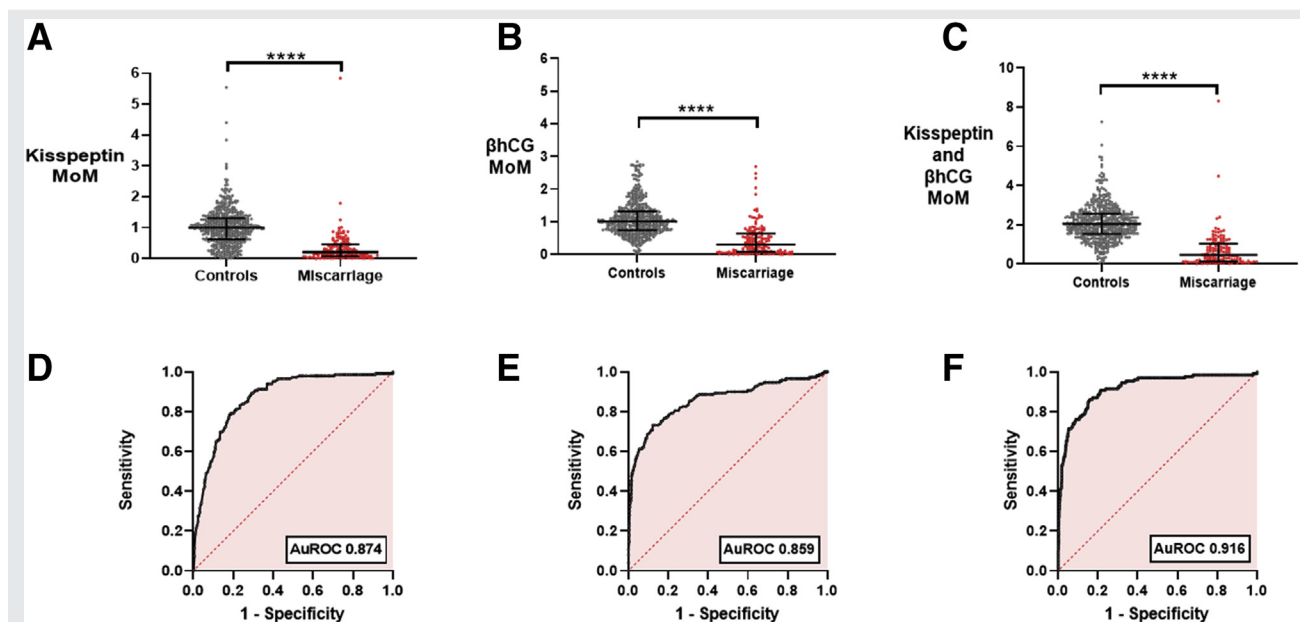 A
B
C
****
****
****
6
5
4
3
2
1
0
Kisspeptin
MoM
Controls
Miscarriage
6
5
4
3
2
1
0
βhCG
MoM
Controls
Miscarriage
10
8
6
4
2
0
Kisspeptin
and
βhCG
MoM
Controls
Miscarriage
D
E
F
1.0
0.8
0.6
0.4
0.2
0.0
Sensitivity
AuROC 0.874
0.0 0.2 0.4 0.6 0.8 1.0
1 - Specificity
1.0
0.8
0.6
0.4
0.2
0.0
Sensitivity
AuROC 0.859
0.0 0.2 0.4 0.6 0.8 1.0
1 - Specificity
1.0
0.8
0.6
0.4
0.2
0.0
Sensitivity
AuROC 0.916
0.0 0.2 0.4 0.6 0.8 1.0
1 - Specificity